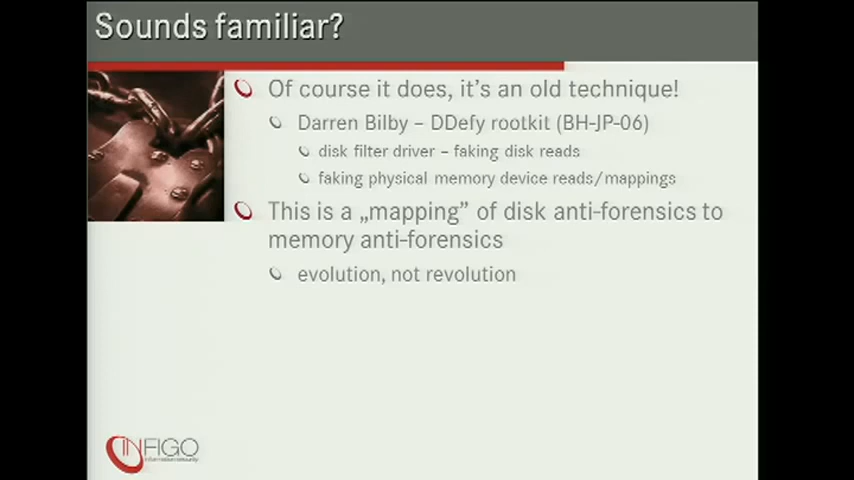 Sounds familiar?
Of course it does, it's an old technique!
Darren Bilby – DDefy rootkit (BH-JP-06)
disk filter driver – faking disk reads
faking physical memory device reads/mappings
This is a „mapping” of disk anti-forensics to
memory anti-forensics
evolution, not revolution
INFIGO